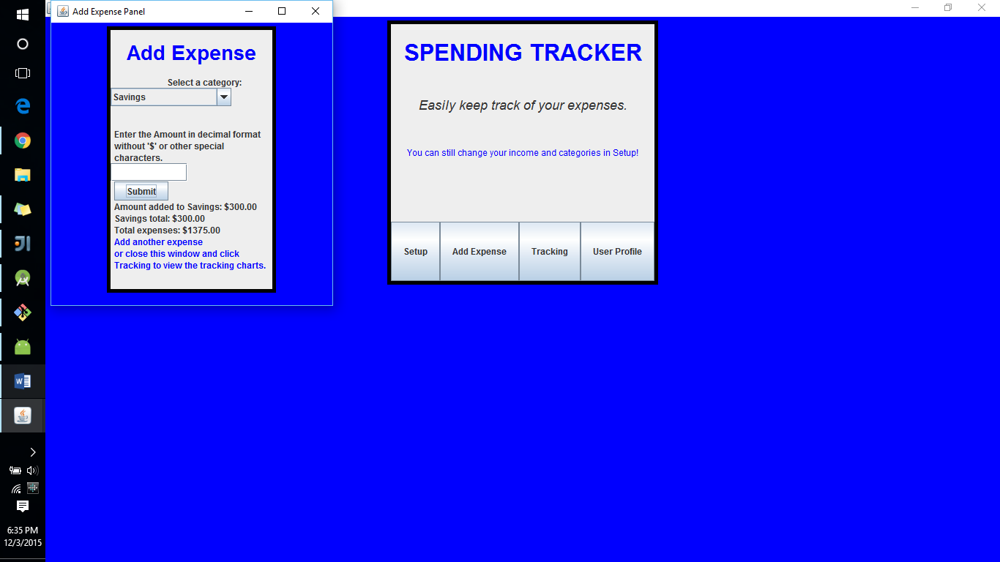 Add Expense Panel
Add Expense
Select a category:
Savings
Enter the Amount in decimal format
without '$' or other special
characters.
Submit
Amount added to Savings: $300.00
Savings total: $300.00
Total expenses: $1375.00
Add another expense
or close this window and click
Tracking to view the tracking charts.
SPENDING TRACKER
Easily keep track of your expenses.
You can still change your income and categories in Setup!
Setup
Add Expense
Tracking
User Profile
6:35 PM
12/3/2015